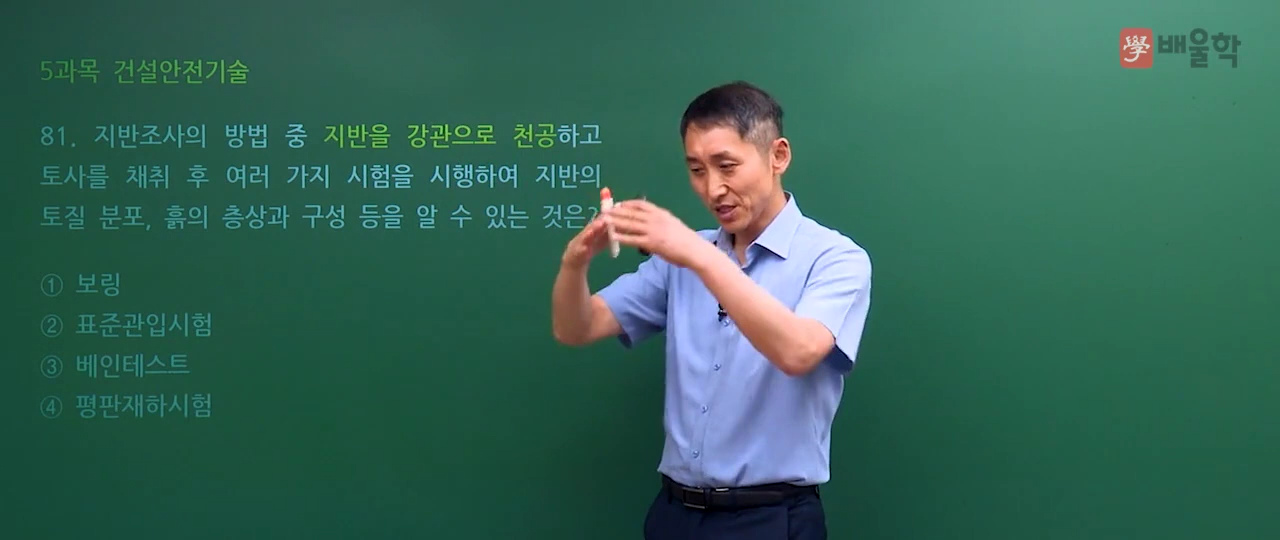 學배울학
5과목 건설안전기술
81. 지반조사의 방법 중 지반을 강관으로 천공하고
토사를 채취 후 여러 가지 시험을 시행하여 지반의
토질 분포, 흙의 층상과 구성 등을 알 수 있는 것은?
① 보링
② 표준관입시험
③ 베인테스트
④ 평판재하시험